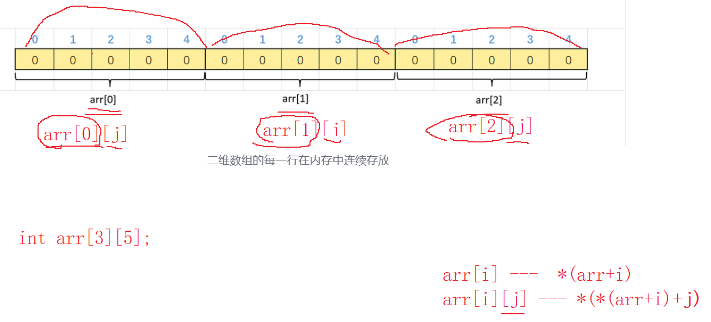 0 1 2 3 4 0 1 2 3 4 0 1 2 3 4
0 0 0 0 0 0 0 0 0 0 0 0 0 0 0
arr[0] arr[1] arr[2]
arr[0][j] arr[1][j] arr[2][j]
二维数组的每一行在内存中连续存放
int arr[3][5];
arr[i] --- *(arr+i)
arr[i][j] --- *(*(arr+i)+j)